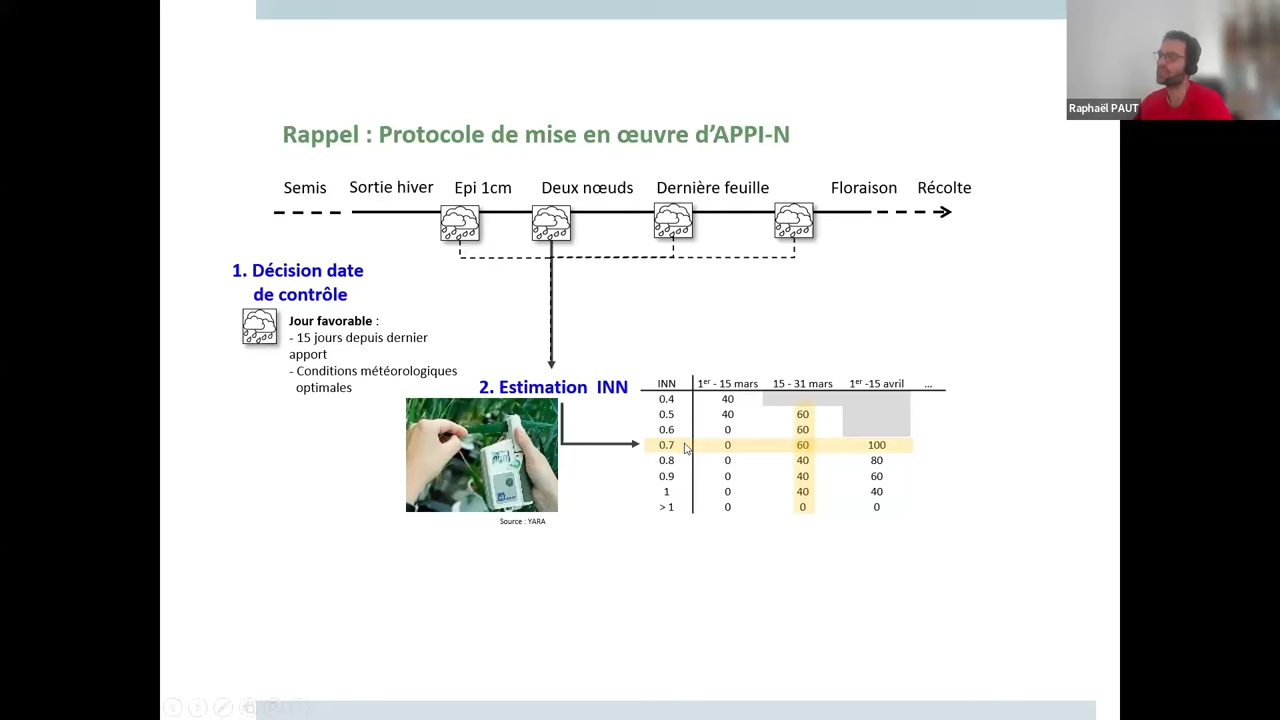 Raphaël PAUT
Rappel : Protocole de mise en œuvre d'APPI-N
Semis Sortie hiver Epi 1cm Deux nœuds Dernière feuille Floraison Récolte
1. Décision date
de contrôle
Jour favorable :
- 15 jours depuis dernier
apport
- Conditions météorologiques
optimales
2. Estimation INN
Source : YARA
INN 1er - 15 mars 15 - 31 mars 1er -15 avril ...
0.4 40
0.5 40 60
0.6 0 60
0.7 0 60 100
0.8 0 40 80
0.9 0 40 60
1 0 40 40
> 1 0 0 0